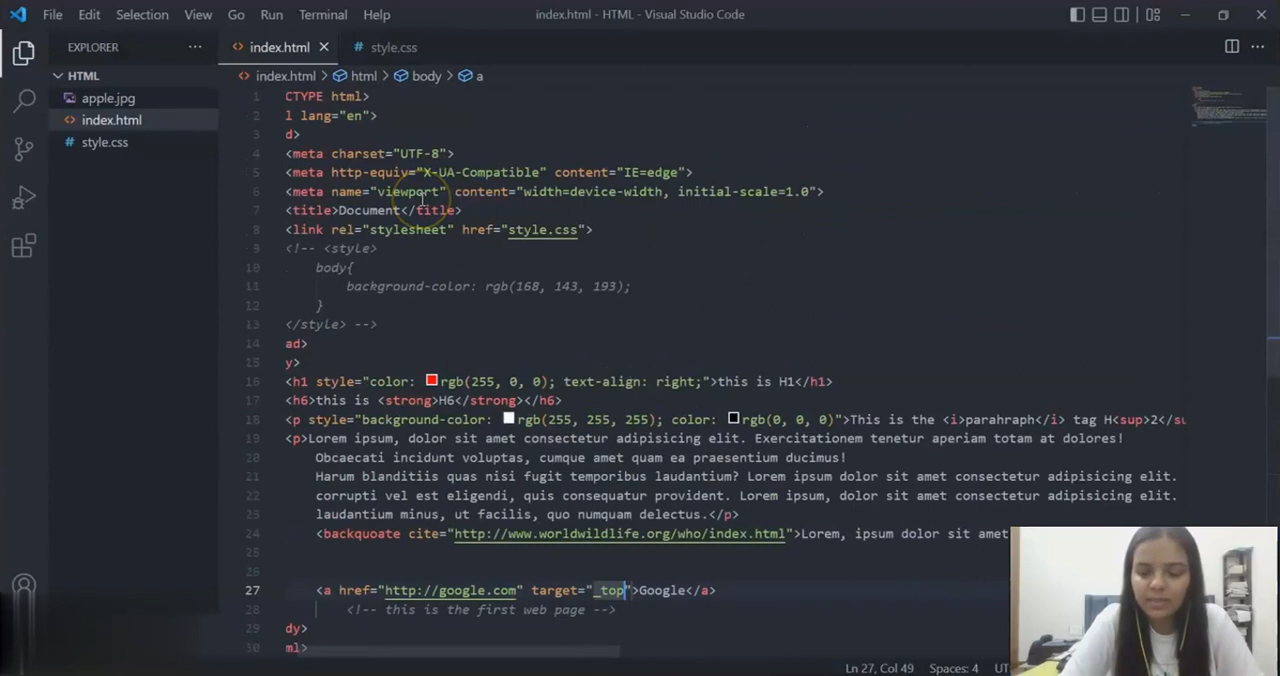 File Edit Selection View Go Run Terminal Help index.html - HTML - Visual Studio Code
EXPLORER
index.html
# style.css
HTML
index.html > html > body > a
apple.jpg
index.html
# style.css
1 CTYPE html>
2 l lang="en">
3 d>
4 <meta charset="UTF-8">
5 <meta http-equiv="X-UA-Compatible" content="IE=edge">
6 <meta name="viewport" content="width=device-width, initial-scale=1.0">
7 <title>Document</title>
8 <link rel="stylesheet" href="style.css">
9 <!-- <style>
10 body{
11 background-color: rgb(168, 143, 193);
12 }
13 </style> -->
14 ad>
15 y>
16 <h1 style="color: rgb(255, 0, 0); text-align: right;">this is H1</h1>
17 <h6>this is <strong>H6</strong></h6>
18 <p style="background-color: rgb(255, 255, 255); color: rgb(0, 0, 0)">This is the <i>parahraph</i> tag H<sup>2</su
19 <p>Lorem ipsum, dolor sit amet consectetur adipisicing elit. Exercitationem tenetur aperiam totam at dolores!
20 Obcaecati incidunt voluptas, cumque amet quam ea praesentium ducimus!
21 Harum blanditiis quas nisi fugit temporibus laudantium? Lorem ipsum dolor sit amet consectetur adipisicing elit.
22 corrupti vel est eligendi, quis consequatur provident. Lorem ipsum, dolor sit amet consectetur adipisicing elit.
23 laudantium minus, ut facilis, quo numquam delectus.</p>
24 <backquoate cite="http://www.worldwildlife.org/who/index.html">Lorem, ipsum dolor sit amet
25
26
27 <a href="http://google.com" target="_top">Google</a>
28 <!-- this is the first web page -->
29 dy>
30 ml>
Ln 27, Col 49 Spaces: 4 UT